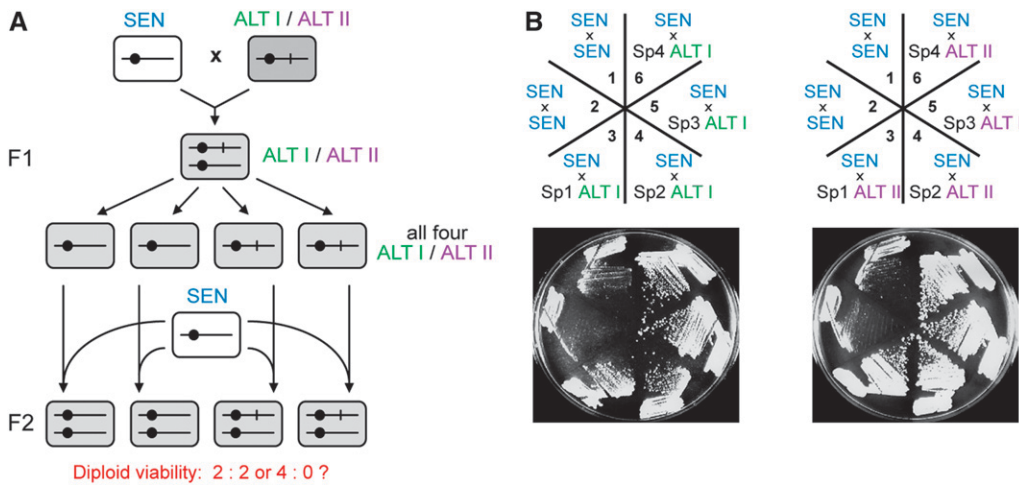 A
SEN
ALT I / ALT II
x
F1
ALT I / ALT II
all four
ALT I / ALT II
SEN
F2
Diploid viability: 2 : 2 or 4 : 0 ?
B
SEN
x
SEN
SEN
x
Sp4 ALT I
1
6
SEN
x
SEN
2
5
SEN
x
Sp3 ALT I
3
4
SEN
x
Sp1 ALT I
SEN
x
Sp2 ALT I
SEN
x
SEN
SEN
x
Sp4 ALT II
1
6
SEN
x
SEN
2
5
SEN
x
Sp3 ALT I
3
4
SEN
x
Sp1 ALT II
SEN
x
Sp2 ALT II